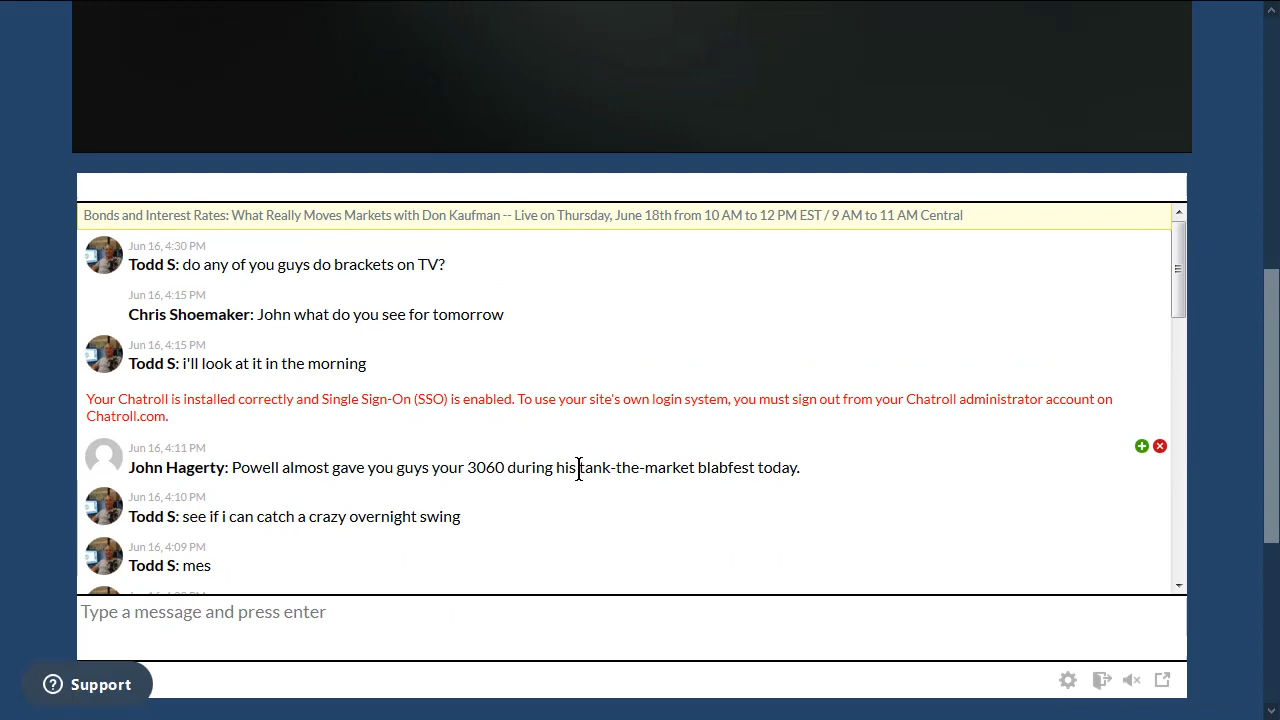 Bonds and Interest Rates: What Really Moves Markets with Don Kaufman -- Live on Thursday, June 18th from 10 AM to 12 PM EST / 9 AM to 11 AM Central
Jun 16, 4:30 PM
Todd S: do any of you guys do brackets on TV?
Jun 16, 4:15 PM
Chris Shoemaker: John what do you see for tomorrow
Jun 16, 4:15 PM
Todd S: i'll look at it in the morning
Your Chatroll is installed correctly and Single Sign-On (SSO) is enabled. To use your site's own login system, you must sign out from your Chatroll administrator account on
Chatroll.com.
Jun 16, 4:11 PM
John Hagerty: Powell almost gave you guys your 3060 during his tank-the-market blabfest today.
Jun 16, 4:10 PM
Todd S: see if i can catch a crazy overnight swing
Jun 16, 4:09 PM
Todd S: mes
Type a message and press enter
Support